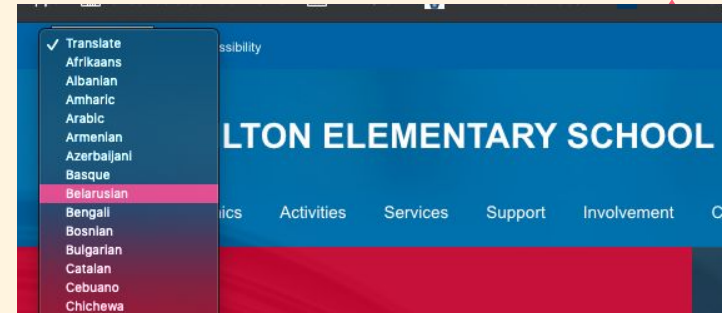 ✓ Translate
ssibility
Afrikaans
Albanian
Amharic
Arabic
Armenian
LTON ELEMENTARY SCHOOL
Azerbaijani
Basque
Belarusian
Bengali
ics Activities Services Support Involvement C
Bosnian
Bulgarian
Catalan
Cebuano
Chichewa